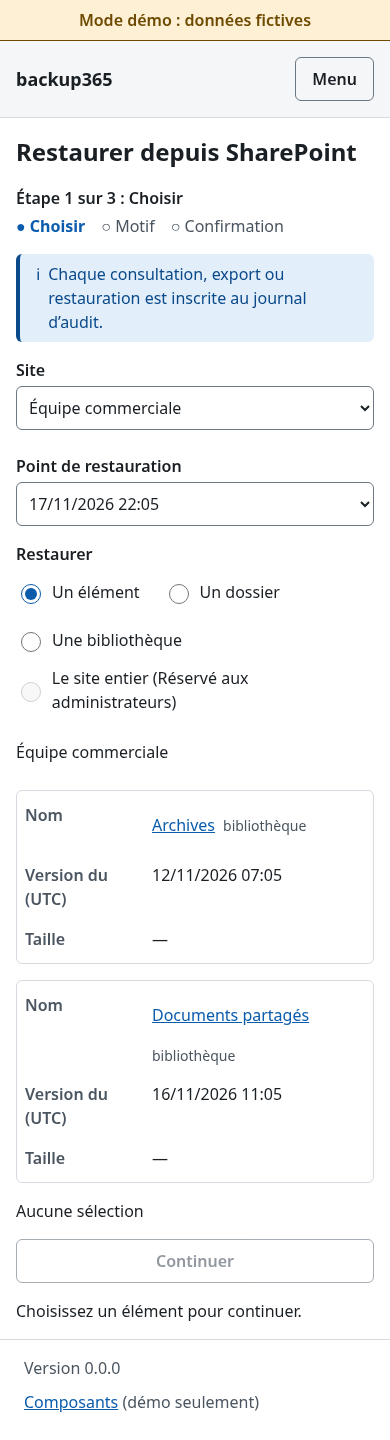 Mode démo : données fictives
backup365
Menu
Restaurer depuis SharePoint
Étape 1 sur 3 : Choisir
● Choisir ○ Motif ○ Confirmation
i Chaque consultation, export ou
restauration est inscrite au journal
d’audit.
Site
Équipe commerciale
Point de restauration
17/11/2026 22:05
Restaurer
Un élément
Un dossier
Une bibliothèque
Le site entier (Réservé aux
administrateurs)
Équipe commerciale
Nom
Archives bibliothèque
Version du
(UTC)
12/11/2026 07:05
Taille
—
Nom
Documents partagés
bibliothèque
Version du
(UTC)
16/11/2026 11:05
Taille
—
Aucune sélection
Continuer
Choisissez un élément pour continuer.
Version 0.0.0
Composants (démo seulement)